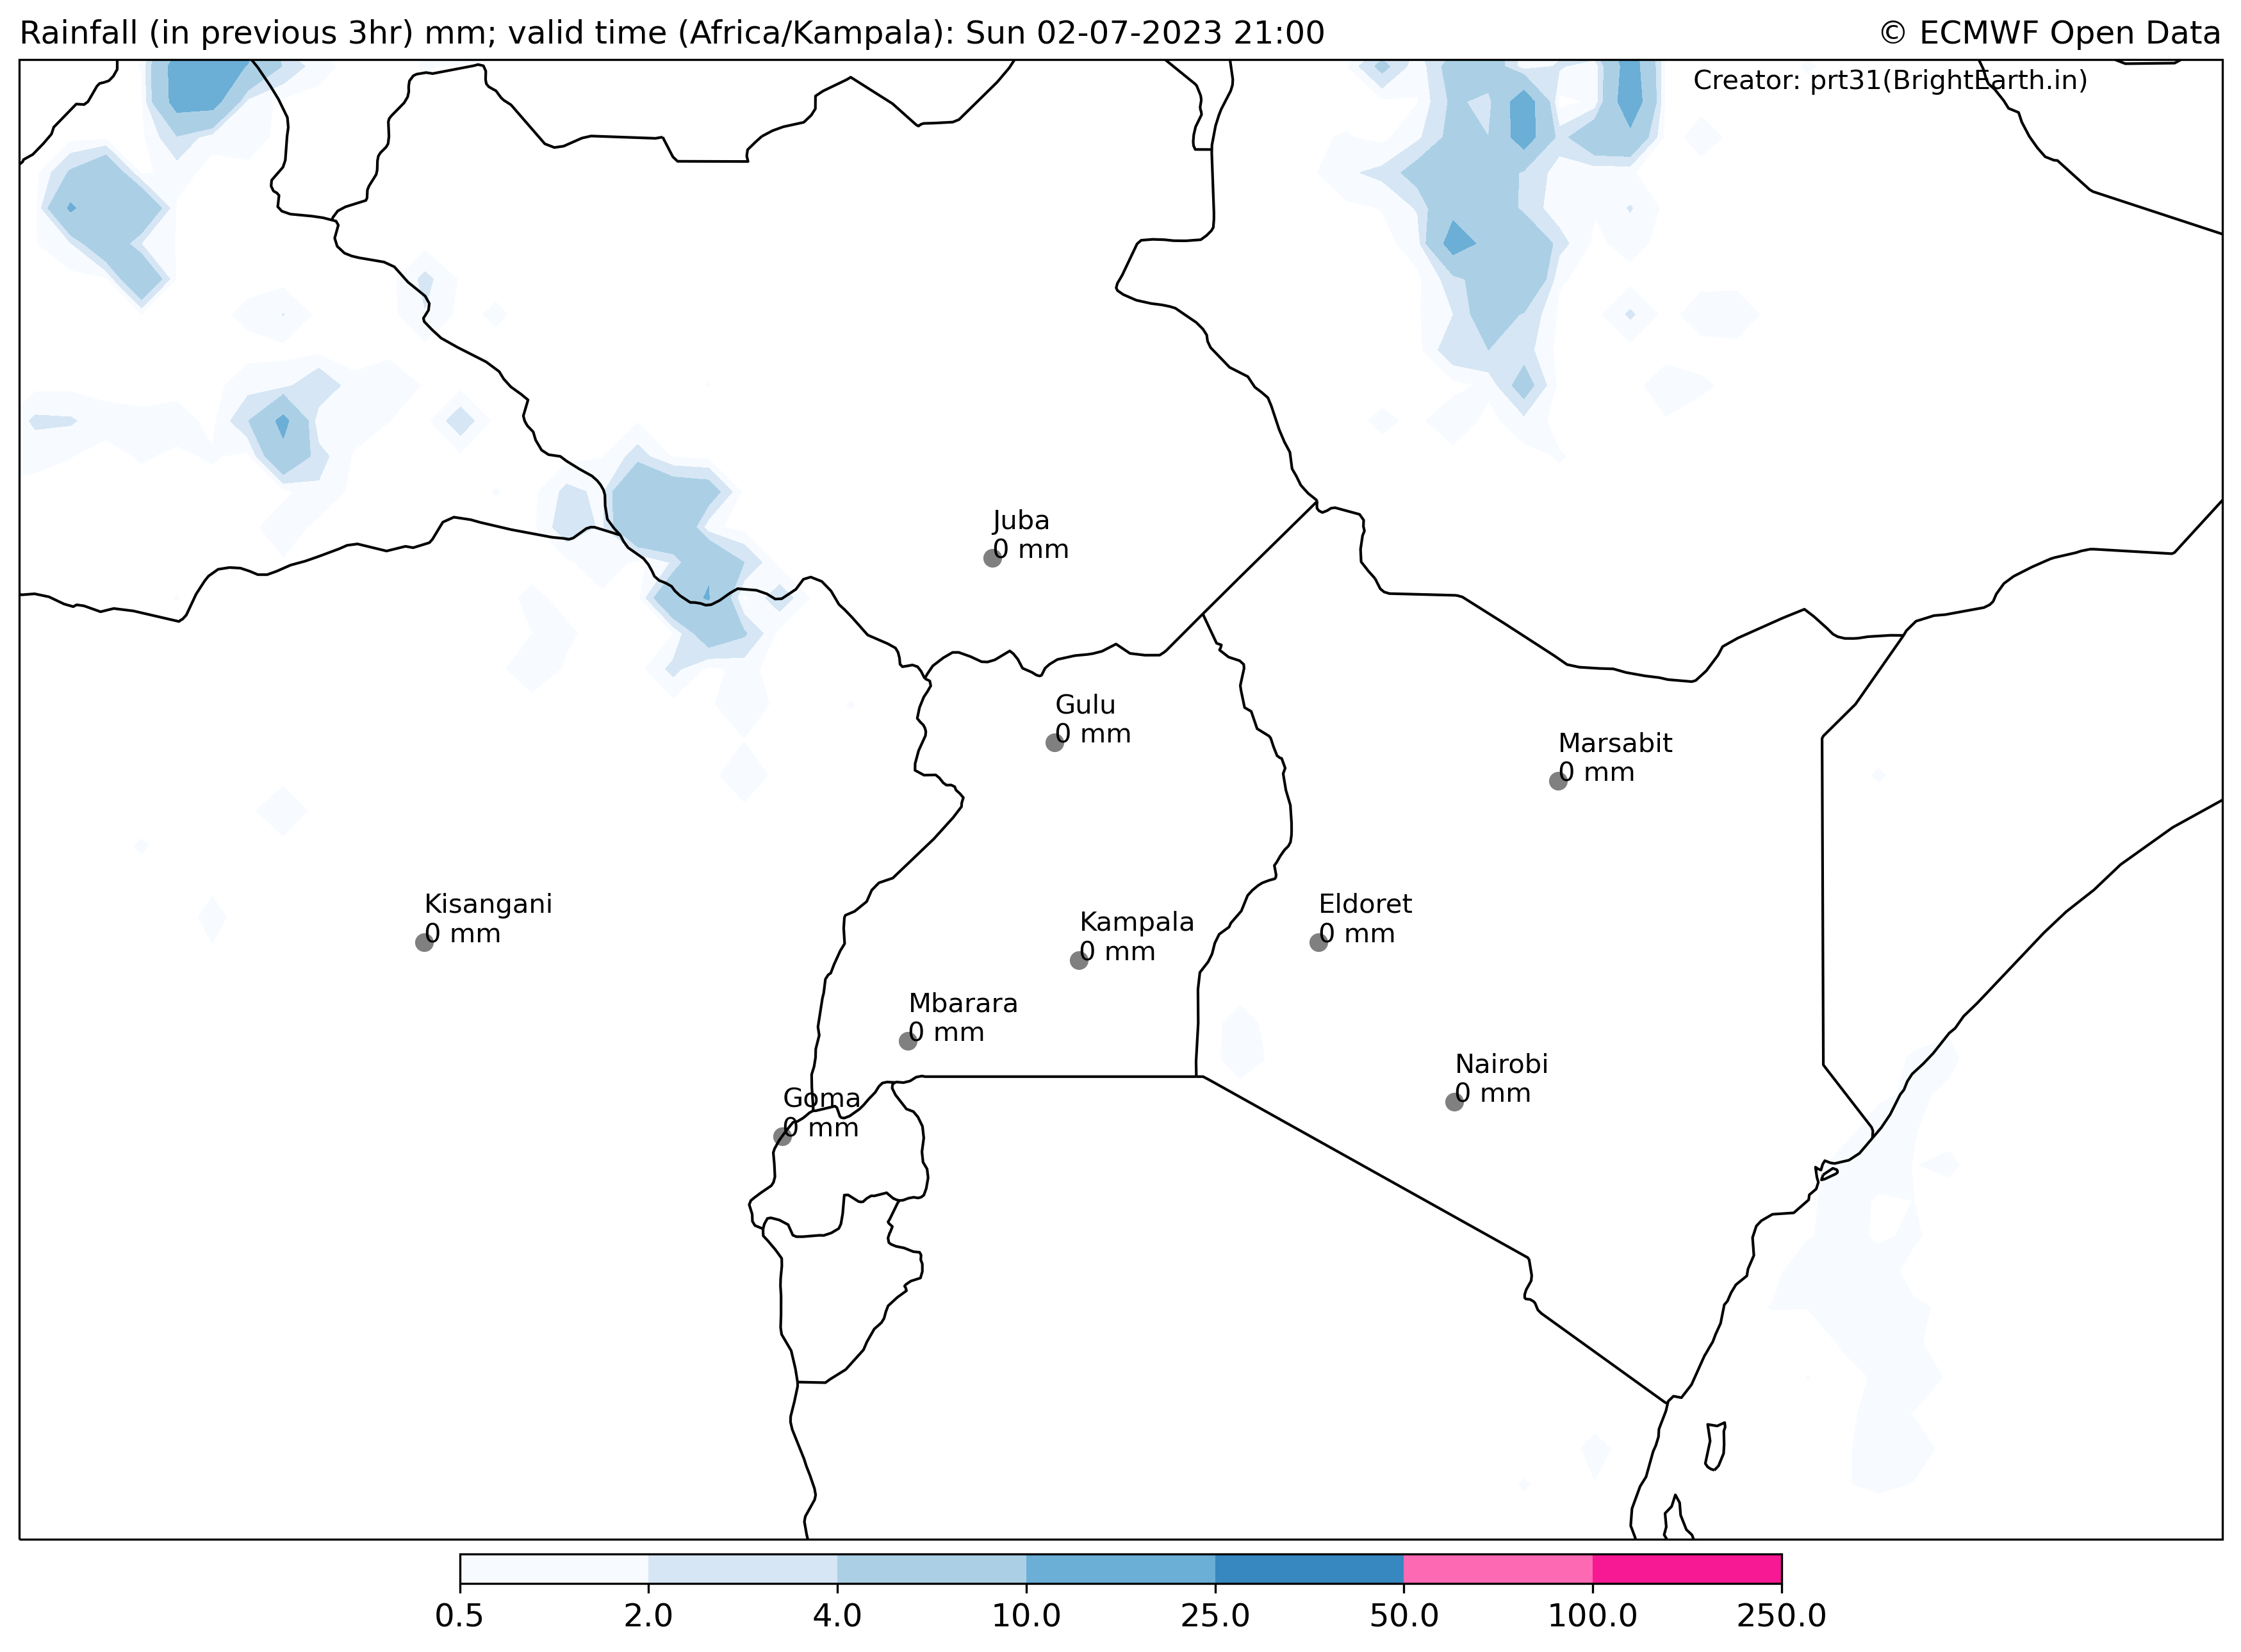 Rainfall (in previous 3hr) mm; valid time (Africa/Kampala): Sun 02-07-2023 21:00
© ECMWF Open Data
Creator: prt31(BrightEarth.in)
Juba
0 mm
Gulu
0 mm
Marsabit
0 mm
Kisangani
0 mm
Eldoret
0 mm
Kampala
0 mm
Mbarara
0 mm
Nairobi
0 mm
Goma
0 mm
0.5 2.0 4.0 10.0 25.0 50.0 100.0 250.0